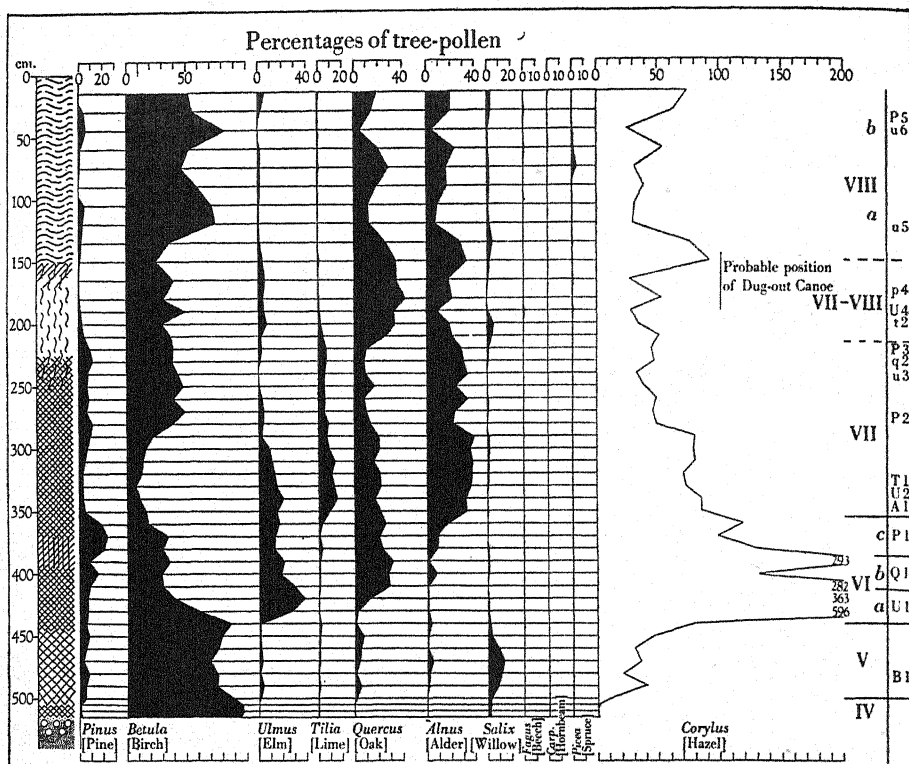 Percentages of tree-pollen
cm. 0 20 0 50 0 40 0 20 0 40 0 40 0 20 0 10 0 10 0 10 0 50 100 150 200
0
50
100
150
200
250
300
350
400
450
500
b
VIII
a
Probable position
of Dug-out Canoe
VII-VIII
VII
c
b
VI
a
V
IV
293
282
363
596
P5
u6
u5
p4
U4
t2
P3
q2
u3
P2
T1
U2
A1
P1
Q1
U1
B1
Pinus
[Pine]
Betula
[Birch]
Ulmus
[Elm]
Tilia
[Lime]
Quercus
[Oak]
Alnus
[Alder]
Salix
[Willow]
Fagus
[Beech]
Carp.
[Hornbeam]
Picea
[Spruce]
Corylus
[Hazel]